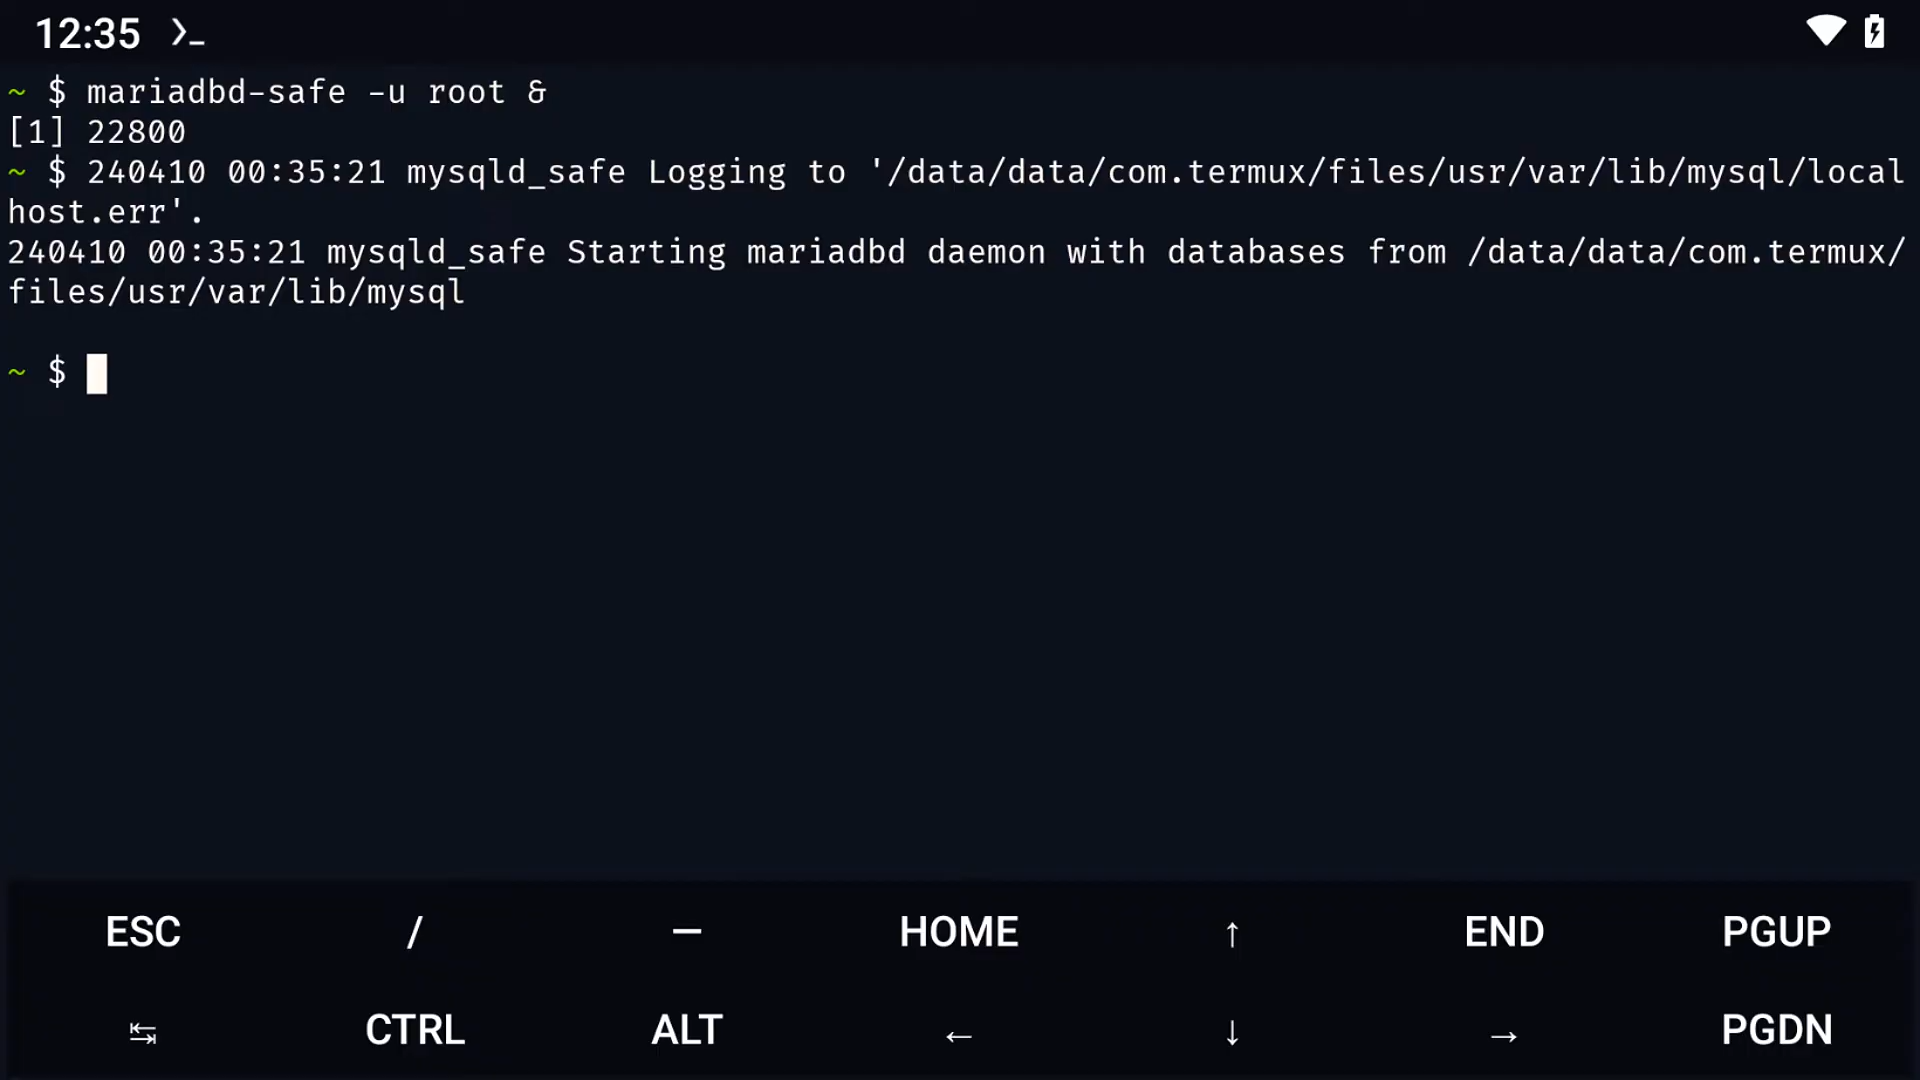 12:35 >_
~ $ mariadbd-safe -u root &
[1] 22800
~ $ 240410 00:35:21 mysqld_safe Logging to '/data/data/com.termux/files/usr/var/lib/mysql/local
host.err'.
240410 00:35:21 mysqld_safe Starting mariadbd daemon with databases from /data/data/com.termux/
files/usr/var/lib/mysql
~ $
ESC / — HOME ↑ END PGUP
↹ CTRL ALT ← ↓ → PGDN